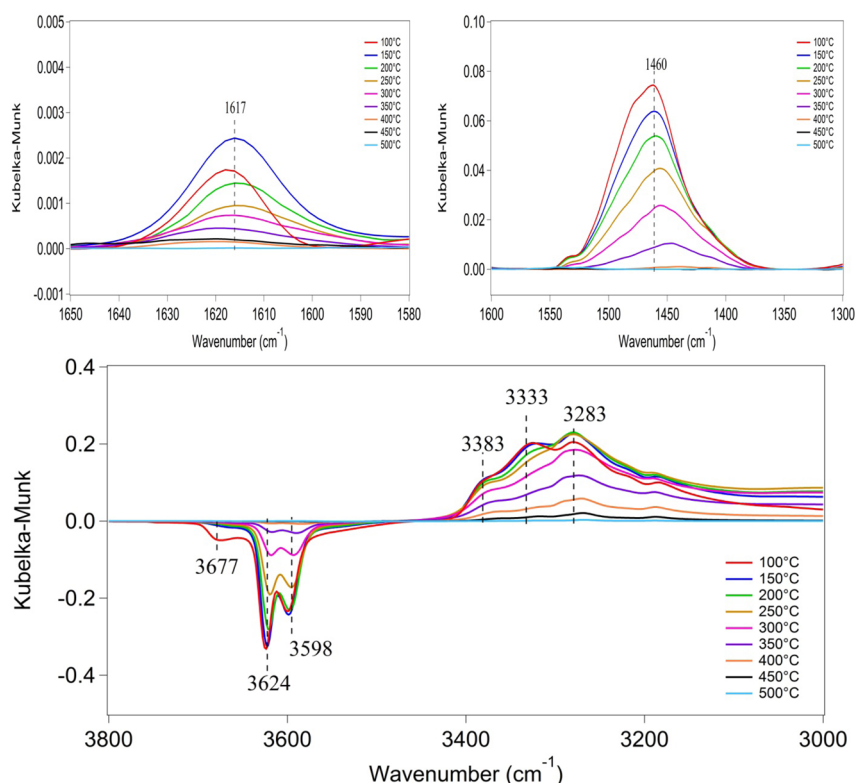 0.005
0.004
0.003
0.002
0.001
0.000
-0.001
Kubelka-Munk
1617
100°C
150°C
200°C
250°C
300°C
350°C
400°C
450°C
500°C
1650 1640 1630 1620 1610 1600 1590 1580
Wavenumber (cm-1)
0.10
0.08
0.06
0.04
0.02
0.00
Kubelka-Munk
1460
100°C
150°C
200°C
250°C
300°C
350°C
400°C
450°C
500°C
1600 1550 1500 1450 1400 1350 1300
Wavenumber (cm-1)
0.4
0.2
0.0
-0.2
-0.4
Kubelka-Munk
3383
3333
3283
3677
3624
3598
100°C
150°C
200°C
250°C
300°C
350°C
400°C
450°C
500°C
3800 3600 3400 3200 3000
Wavenumber (cm-1)